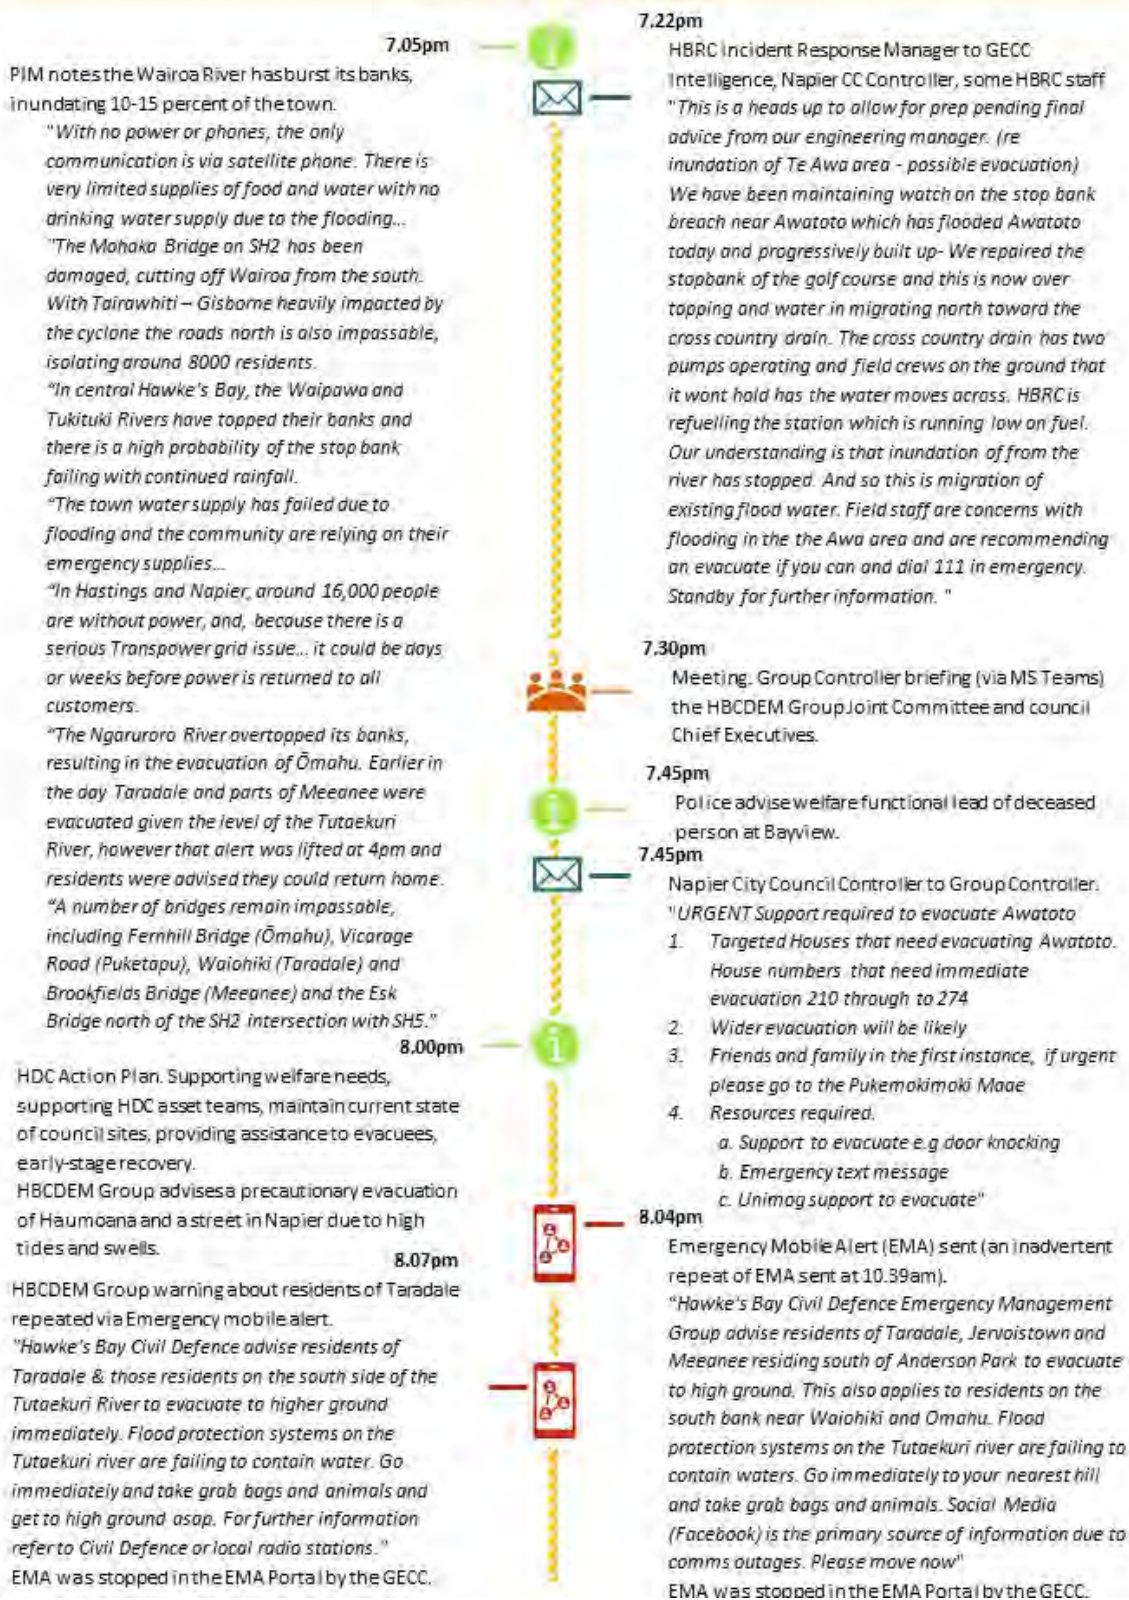 7.05pm
PIM notes the Wairoa River has burst its banks,
inundating 10-15 percent of the town.
"With no power or phones, the only
communication is via satellite phone. There is
very limited supplies of food and water with no
drinking water supply due to the flooding...
"The Mohaka Bridge on SH2 has been
damaged, cutting off Wairoa from the south.
With Tairawhiti – Gisborne heavily impacted by
the cyclone the roads north is also impassable,
isolating around 8000 residents.
"In central Hawke's Bay, the Waipawa and
Tukituki Rivers have topped their banks and
there is a high probability of the stop bank
failing with continued rainfall.
"The town water supply has failed due to
flooding and the community are relying on their
emergency supplies...
"In Hastings and Napier, around 16,000 people
are without power, and, because there is a
serious Transpower grid issue... it could be days
or weeks before power is returned to all
customers.
"The Ngaruroro River overtopped its banks,
resulting in the evacuation of Ōmahu. Earlier in
the day Taradale and parts of Meeanee were
evacuated given the level of the Tutaekuri
River, however that alert was lifted at 4pm and
residents were advised they could return home.
"A number of bridges remain impassable,
including Fernhill Bridge (Ōmahu), Vicarage
Road (Puketapu), Waiohiki (Taradale) and
Brookfields Bridge (Meeanee) and the Esk
Bridge north of the SH2 intersection with SH5."
8.00pm
HDC Action Plan. Supporting welfare needs,
supporting HDC asset teams, maintain current state
of council sites, providing assistance to evacuees,
early-stage recovery.
HBCDEM Group advises a precautionary evacuation
of Haumoana and a street in Napier due to high
tides and swells.
8.07pm
HBCDEM Group warning about residents of Taradale
repeated via Emergency mobile alert.
"Hawke's Bay Civil Defence advise residents of
Taradale & those residents on the south side of the
Tutaekuri River to evacuate to higher ground
immediately. Flood protection systems on the
Tutaekuri river are failing to contain water. Go
immediately and take grab bags and animals and
get to high ground asap. For further information
refer to Civil Defence or local radio stations."
EMA was stopped in the EMA Portal by the GECC.
7.22pm
HBRC Incident Response Manager to GECC
Intelligence, Napier CC Controller, some HBRC staff
"This is a heads up to allow for prep pending final
advice from our engineering manager. (re
inundation of Te Awa area - possible evacuation)
We have been maintaining watch on the stop bank
breach near Awatoto which has flooded Awatoto
today and progressively built up- We repaired the
stopbank of the golf course and this is now over
topping and water in migrating north toward the
cross country drain. The cross country drain has two
pumps operating and field crews on the ground that
it wont hold has the water moves across. HBRC is
refuelling the station which is running low on fuel.
Our understanding is that inundation of from the
river has stopped. And so this is migration of
existing flood water. Field staff are concerns with
flooding in the the Awa area and are recommending
an evacuate if you can and dial 111 in emergency.
Standby for further information. "
7.30pm
Meeting. Group Controller briefing (via MS Teams)
the HBCDEM Group Joint Committee and council
Chief Executives.
7.45pm
Police advise welfare functional lead of deceased
person at Bayview.
7.45pm
Napier City Council Controller to Group Controller.
"URGENT Support required to evacuate Awatoto
1. Targeted Houses that need evacuating Awatoto.
House numbers that need immediate
evacuation 210 through to 274
2. Wider evacuation will be likely
3. Friends and family in the first instance, if urgent
please go to the Pukemokimoki Maae
4. Resources required.
a. Support to evacuate e.g door knocking
b. Emergency text message
c. Unimog support to evacuate"
8.04pm
Emergency Mobile Alert (EMA) sent (an inadvertent
repeat of EMA sent at 10.39am).
"Hawke's Bay Civil Defence Emergency Management
Group advise residents of Taradale, Jervoistown and
Meeanee residing south of Anderson Park to evacuate
to high ground. This also applies to residents on the
south bank near Waiohiki and Omahu. Flood
protection systems on the Tutaekuri river are failing to
contain waters. Go immediately to your nearest hill
and take grab bags and animals. Social Media
(Facebook) is the primary source of information due to
comms outages. Please move now"
EMA was stopped in the EMA Portal by the GECC.